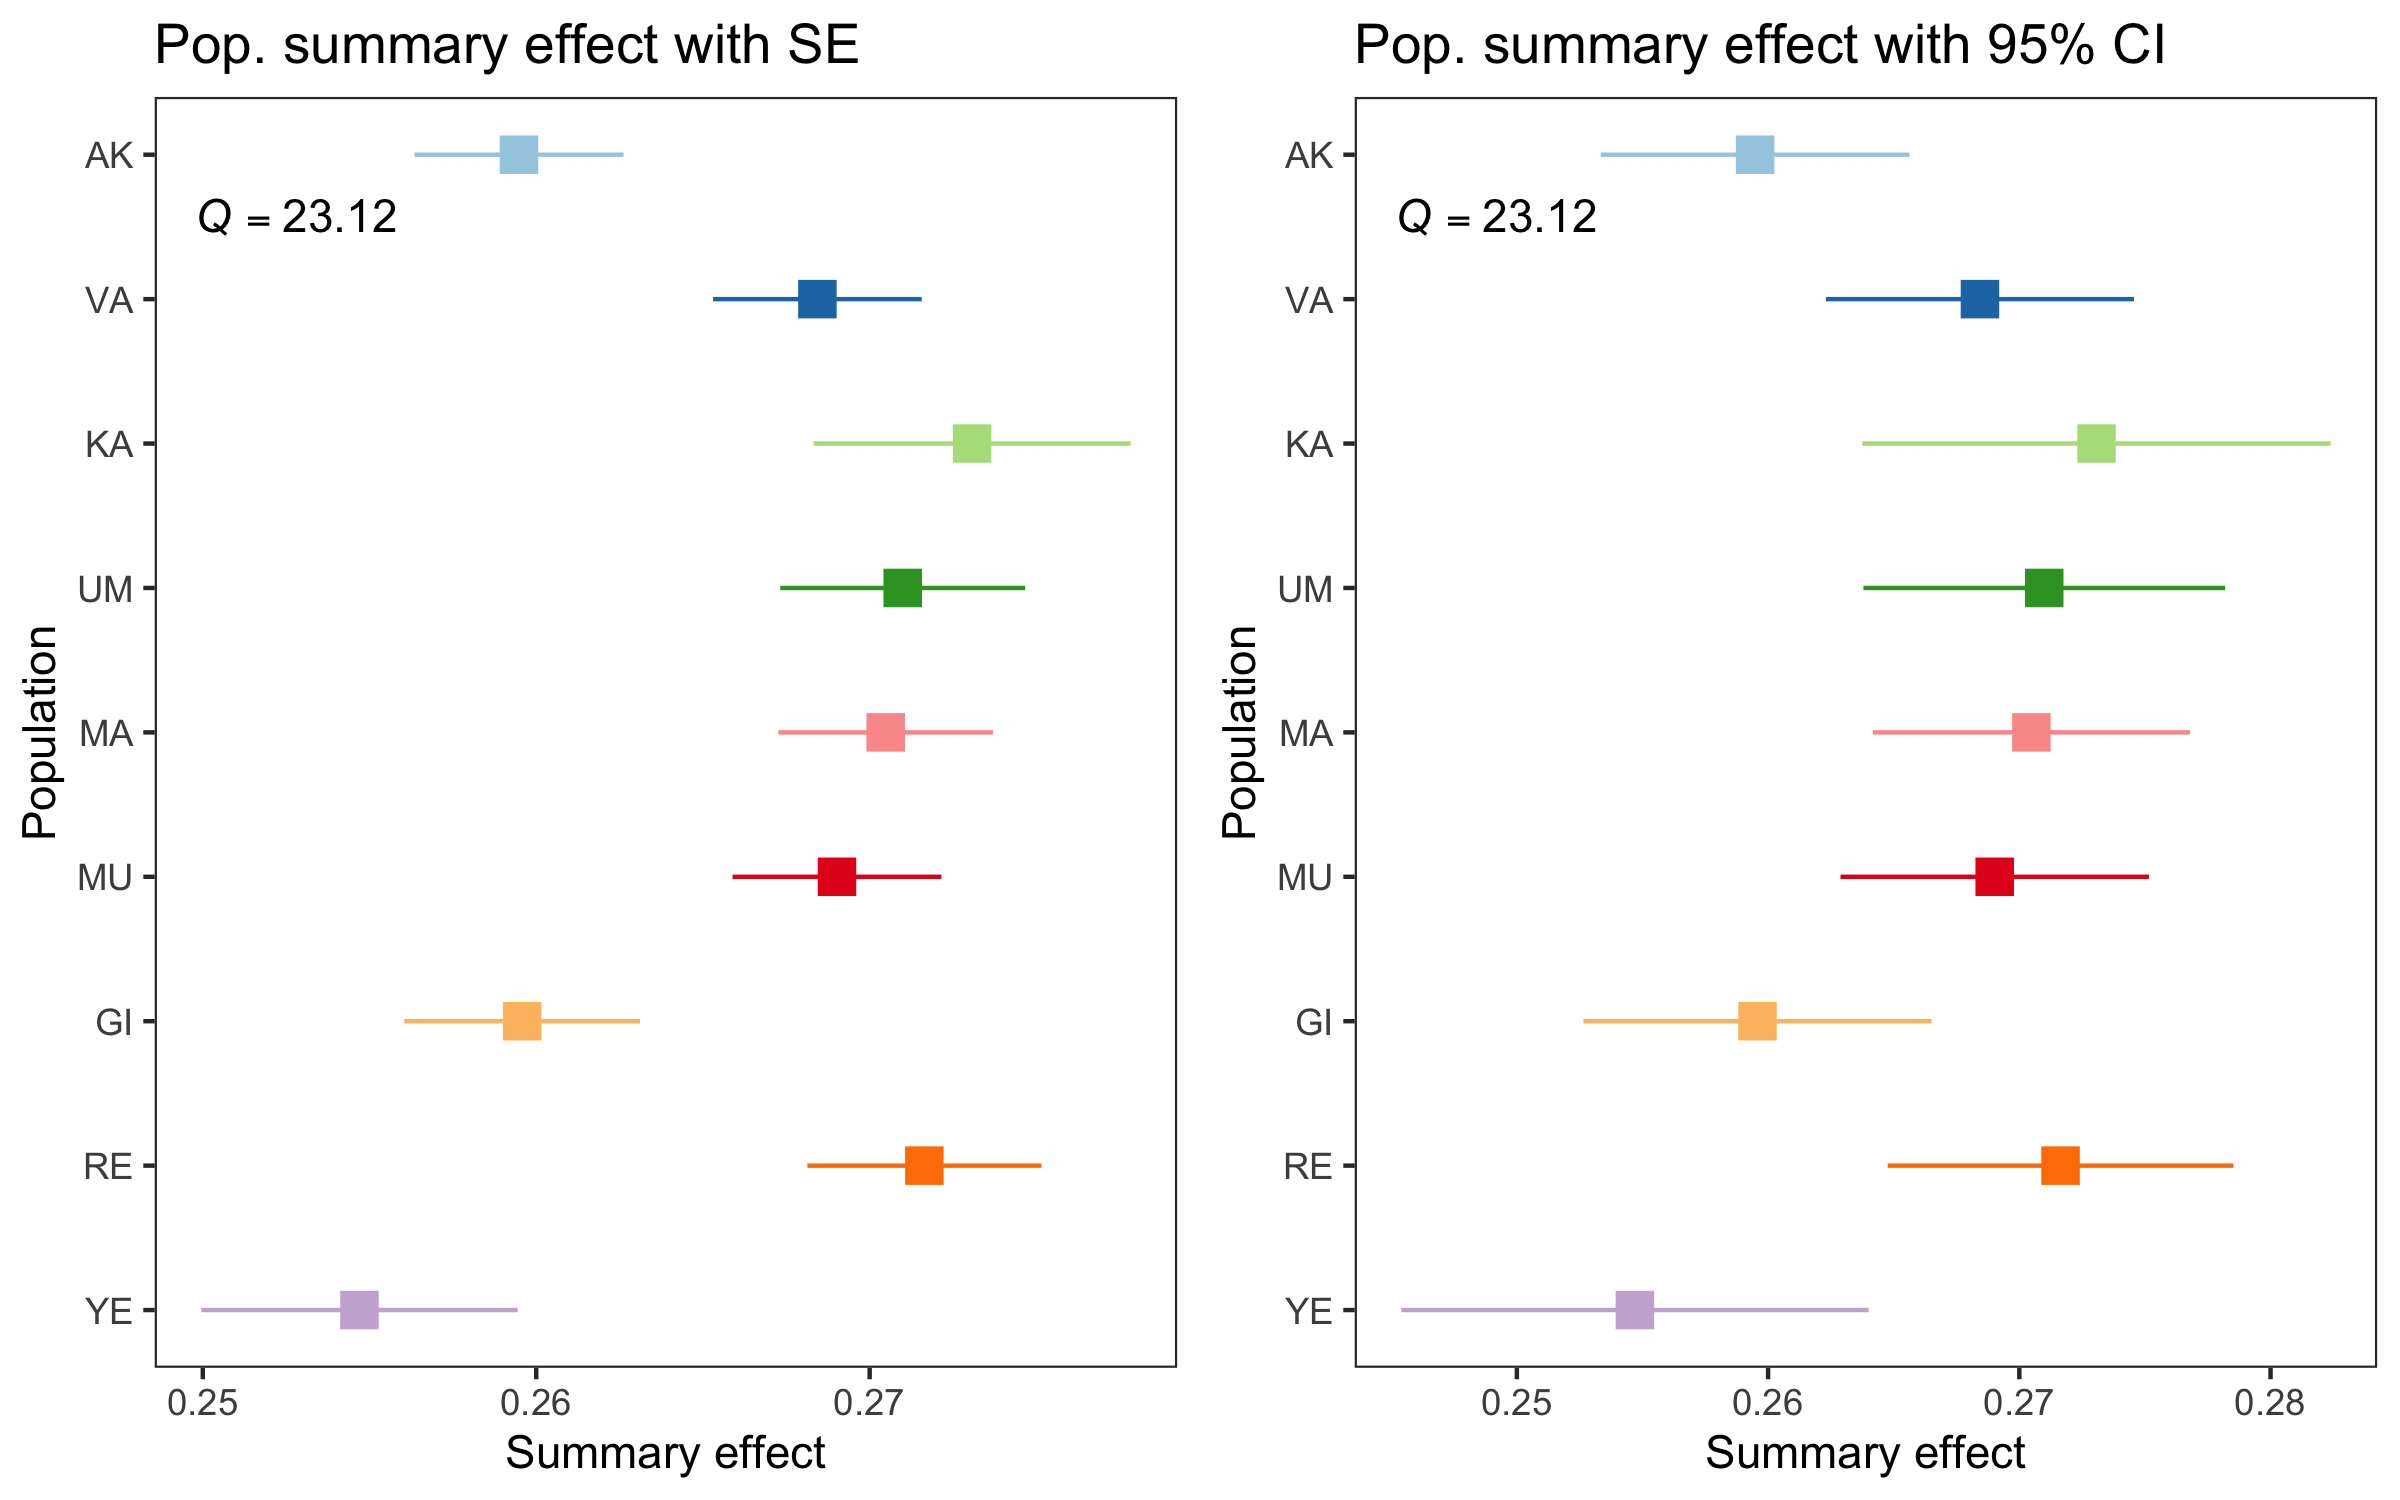 Pop. summary effect with SE
AK
Q = 23.12
VA
KA
UM
MA
MU
GI
RE
YE
Population
0.25 0.26 0.27
Summary effect
Pop. summary effect with 95% CI
AK
Q = 23.12
VA
KA
UM
MA
MU
GI
RE
YE
Population
0.25 0.26 0.27 0.28
Summary effect